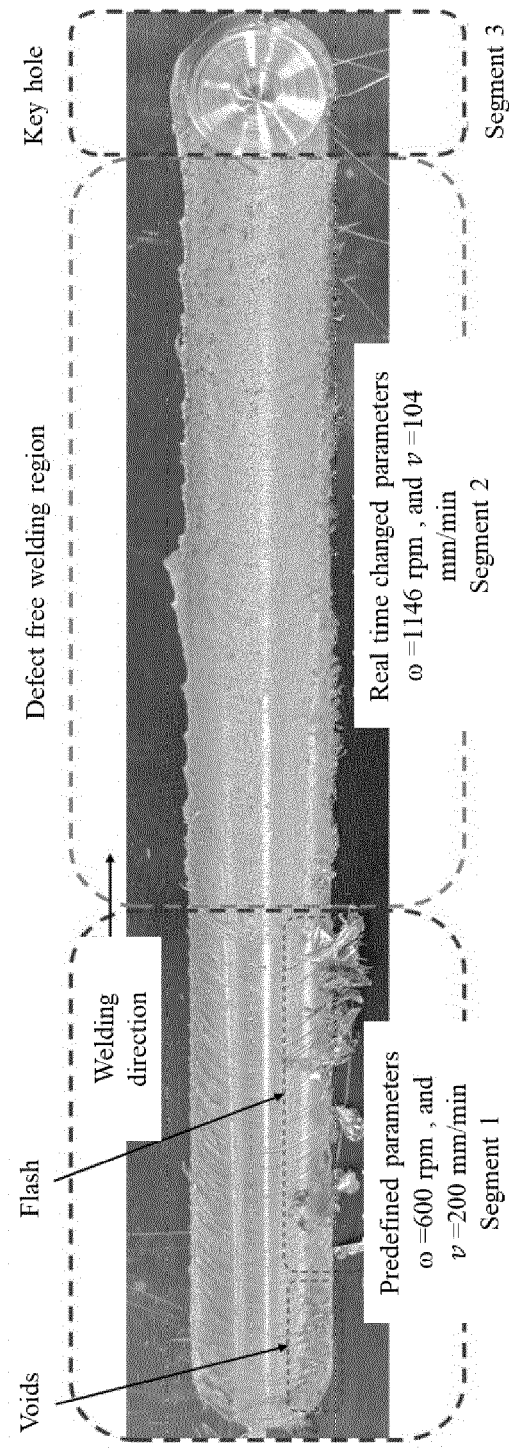 Voids
Flash
Welding
direction
Defect free welding region
Key hole
Predefined parameters
ω =600 rpm , and
v =200 mm/min
Segment 1
Real time changed parameters
ω =1146 rpm , and v =104
mm/min
Segment 2
Segment 3